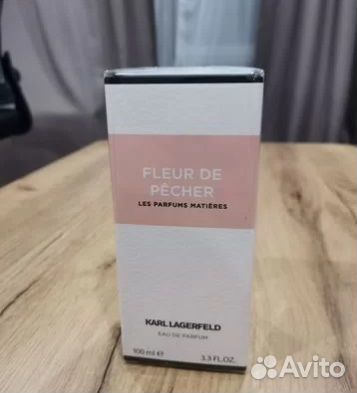 FLEUR DE
PÊCHER
LES PARFUMS MATIÈRES
KARL LAGERFELD
EAU DE PARFUM
100 ml e 3.3 FL.OZ.
Avito